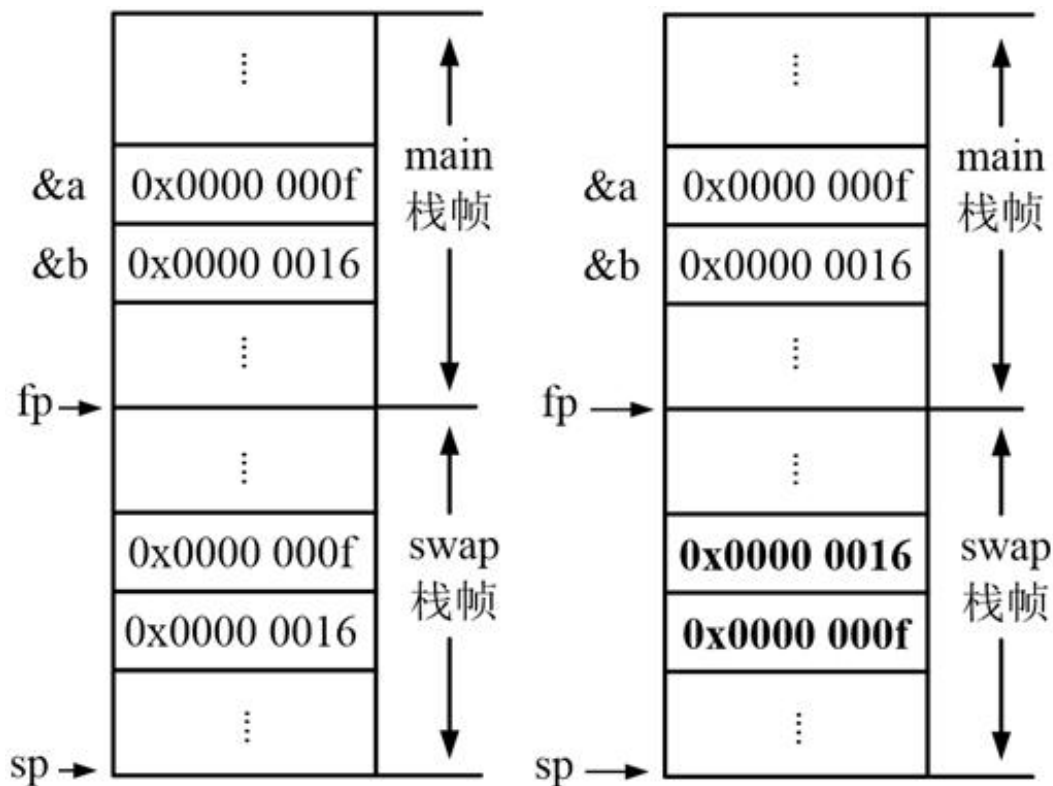 &a 0x0000 000f
&b 0x0000 0016
main
栈帧
fp
0x0000 000f
0x0000 0016
swap
栈帧
sp
&a 0x0000 000f
&b 0x0000 0016
main
栈帧
fp
0x0000 0016
0x0000 000f
swap
栈帧
sp